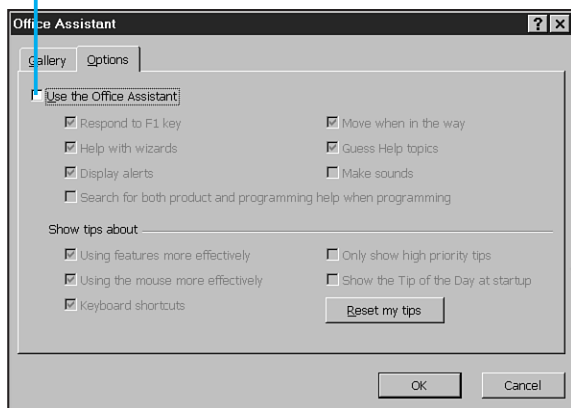 Office Assistant
Gallery Options
Use the Office Assistant
Respond to F1 key Move when in the way
Help with wizards Guess Help topics
Display alerts Make sounds
Search for both product and programming help when programming
Show tips about
Using features more effectively Only show high priority tips
Using the mouse more effectively Show the Tip of the Day at startup
Keyboard shortcuts Reset my tips
OK Cancel